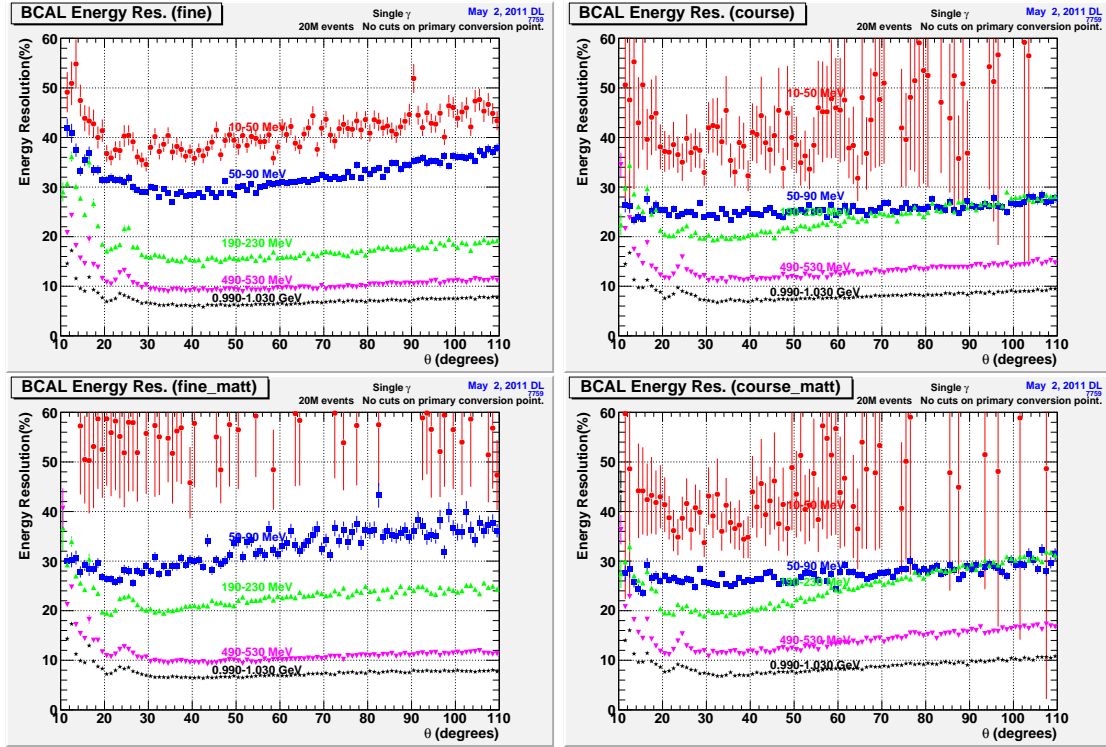 BCAL Energy Res. (fine)
Single γ
May 2, 2011 DL
7759
20M events No cuts on primary conversion point.
Energy Resolution(%)
60
50
40
30
20
10
0
10-50 MeV
50-90 MeV
190-230 MeV
490-530 MeV
0.990-1.030 GeV
10 20 30 40 50 60 70 80 90 100 110
θ (degrees)
BCAL Energy Res. (course)
Single γ
May 2, 2011 DL
7759
20M events No cuts on primary conversion point.
Energy Resolution(%)
60
50
40
30
20
10
0
10-50 MeV
50-90 MeV
190-230 MeV
490-530 MeV
0.990-1.030 GeV
10 20 30 40 50 60 70 80 90 100 110
θ (degrees)
BCAL Energy Res. (fine_matt)
Single γ
May 2, 2011 DL
7759
20M events No cuts on primary conversion point.
Energy Resolution(%)
60
50
40
30
20
10
0
50-90 MeV
190-230 MeV
490-530 MeV
0.990-1.030 GeV
10 20 30 40 50 60 70 80 90 100 110
θ (degrees)
BCAL Energy Res. (course_matt)
Single γ
May 2, 2011 DL
7759
20M events No cuts on primary conversion point.
Energy Resolution(%)
60
50
40
30
20
10
0
10-50 MeV
50-90 MeV
190-230 MeV
490-530 MeV
0.990-1.030 GeV
10 20 30 40 50 60 70 80 90 100 110
θ (degrees)